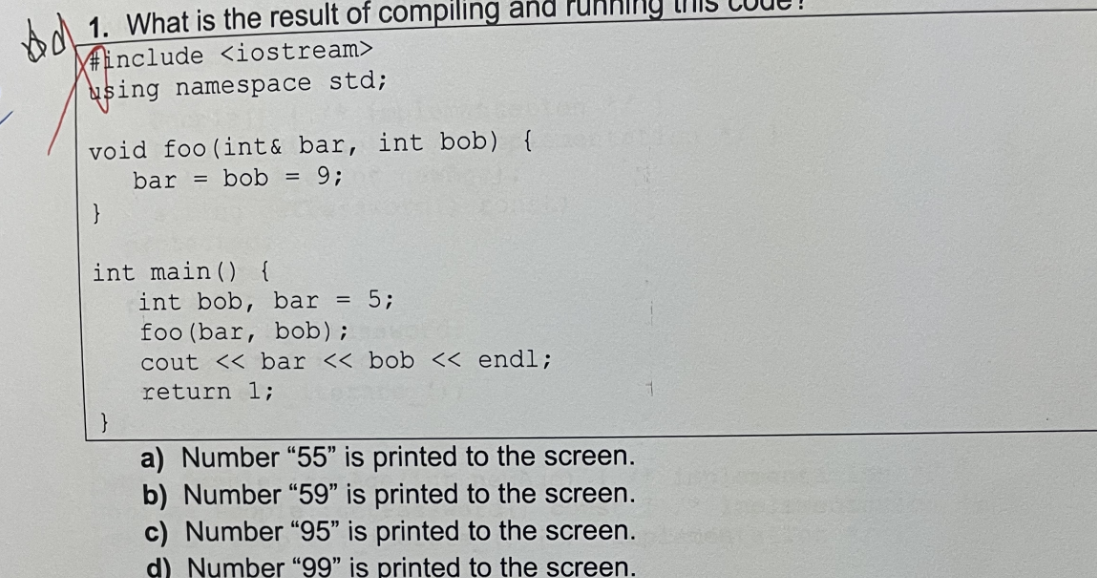 1. What is the result of compiling and running this code?
#include <iostream>
using namespace std;
void foo(int& bar, int bob) {
bar = bob = 9;
}
int main() {
int bob, bar = 5;
foo(bar, bob);
cout << bar << bob << endl;
return 1;
}
a) Number “55” is printed to the screen.
b) Number “59” is printed to the screen.
c) Number “95” is printed to the screen.
d) Number “99” is printed to the screen.